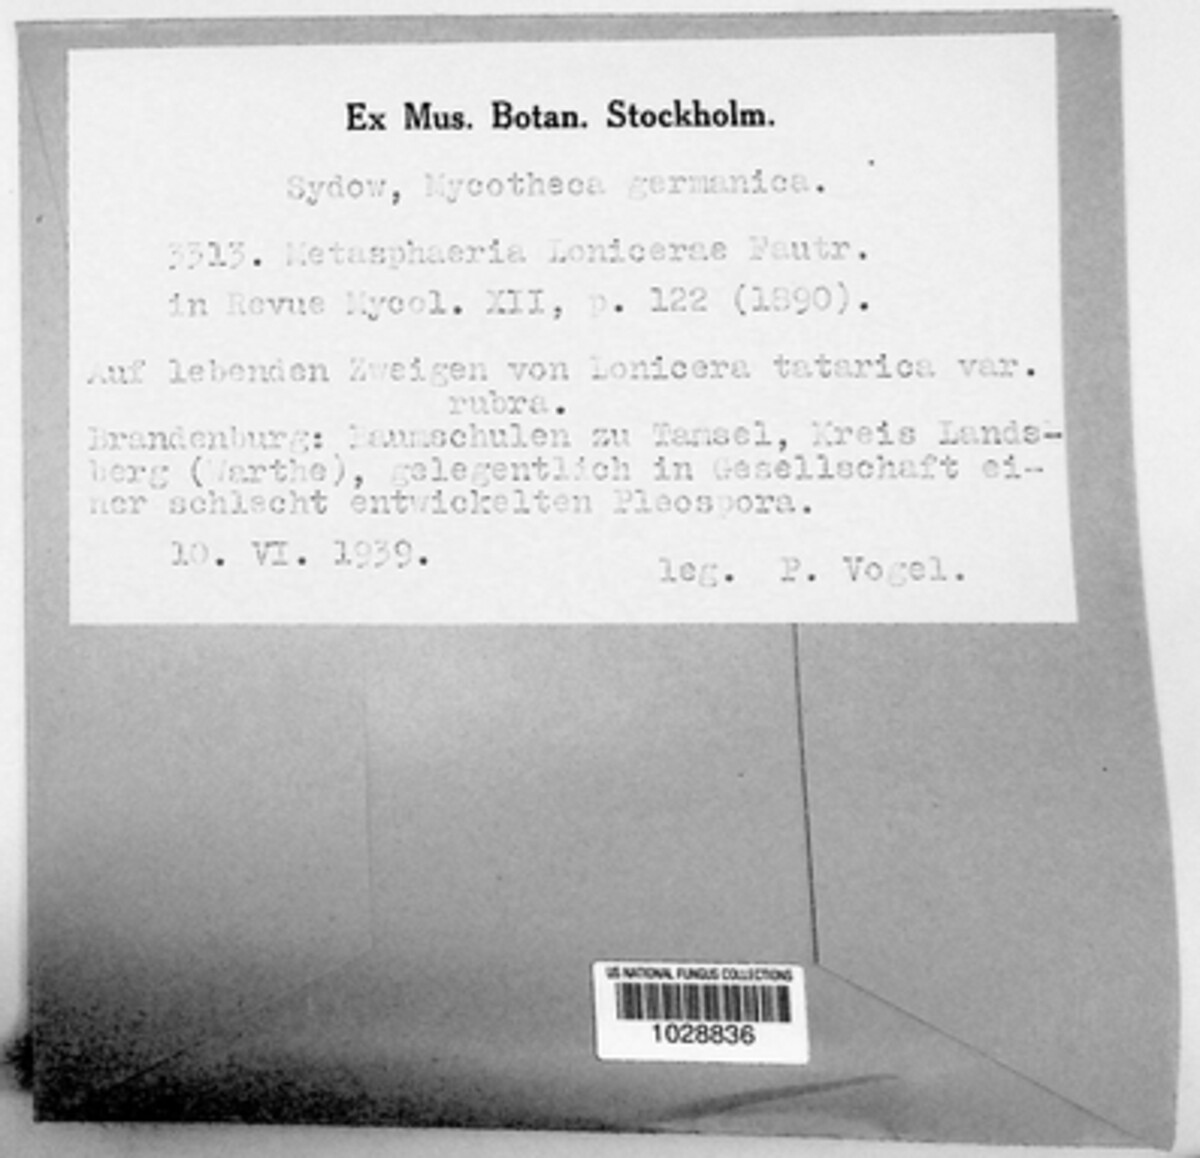 Ex Mus. Botan. Stockholm.
Sydow, Mycotheca germanica.
3313. Metasphaeria Lonicerae Fautr.
in Revue Mycol. XII, p. 122 (1890).
Auf lebenden Zweigen von Lonicera tatarica var.
rubra.
Brandenburg: Baumschulen zu Tamsel, Kreis Lands-
berg (Warthe), gelegentlich in Gesellschaft ei-
ner schlecht entwickelten Pleospora.
10. VI. 1939.
leg. P. Vogel.
US NATIONAL FUNGUS COLLECTIONS
1028836